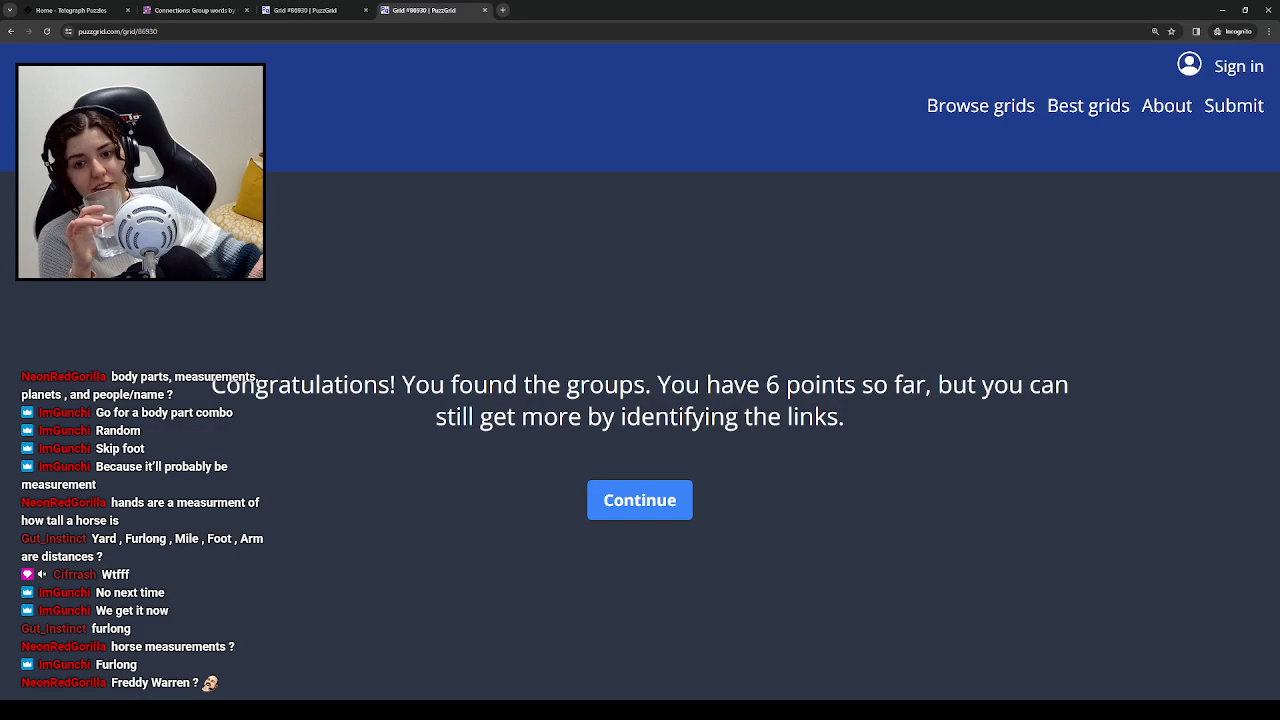 Home - Telegraph Puzzles
Connections: Group words by
Grid #86930 | PuzzGrid
Grid #86930 | PuzzGrid
puzzgrid.com/grid/86930
Incognito
Sign in
Browse grids Best grids About Submit
Congratulations! You found the groups. You have 6 points so far, but you can
still get more by identifying the links.
Continue
NeonRedGorilla body parts, measurements,
planets , and people/name ?
ImGunchi Go for a body part combo
ImGunchi Random
ImGunchi Skip foot
ImGunchi Because it’ll probably be
measurement
NeonRedGorilla hands are a measurment of
how tall a horse is
Gut_Instinct Yard , Furlong , Mile , Foot , Arm
are distances ?
Cifrrash Wtfff
ImGunchi No next time
ImGunchi We get it now
Gut_Instinct furlong
NeonRedGorilla horse measurements ?
ImGunchi Furlong
NeonRedGorilla Freddy Warren ?